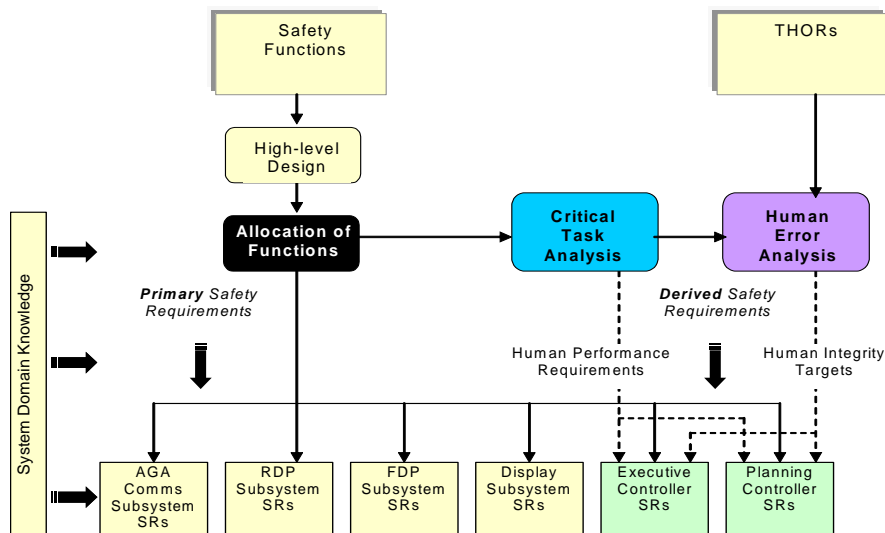 Safety
Functions
THORs
High-level
Design
Allocation of
Functions
Critical
Task
Analysis
Human
Error
Analysis
System Domain Knowledge
Primary Safety
Requirements
Derived Safety
Requirements
Human Performance
Requirements
Human Integrity
Targets
AGA
Comms
Subsystem
SRs
RDP
Subsystem
SRs
FDP
Subsystem
SRs
Display
Subsystem
SRs
Executive
Controller
SRs
Planning
Controller
SRs